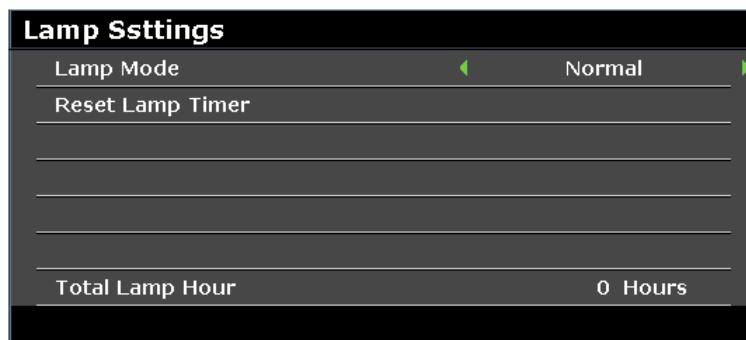 Lamp Ssttings
Lamp Mode Normal
Reset Lamp Timer
Total Lamp Hour 0 Hours